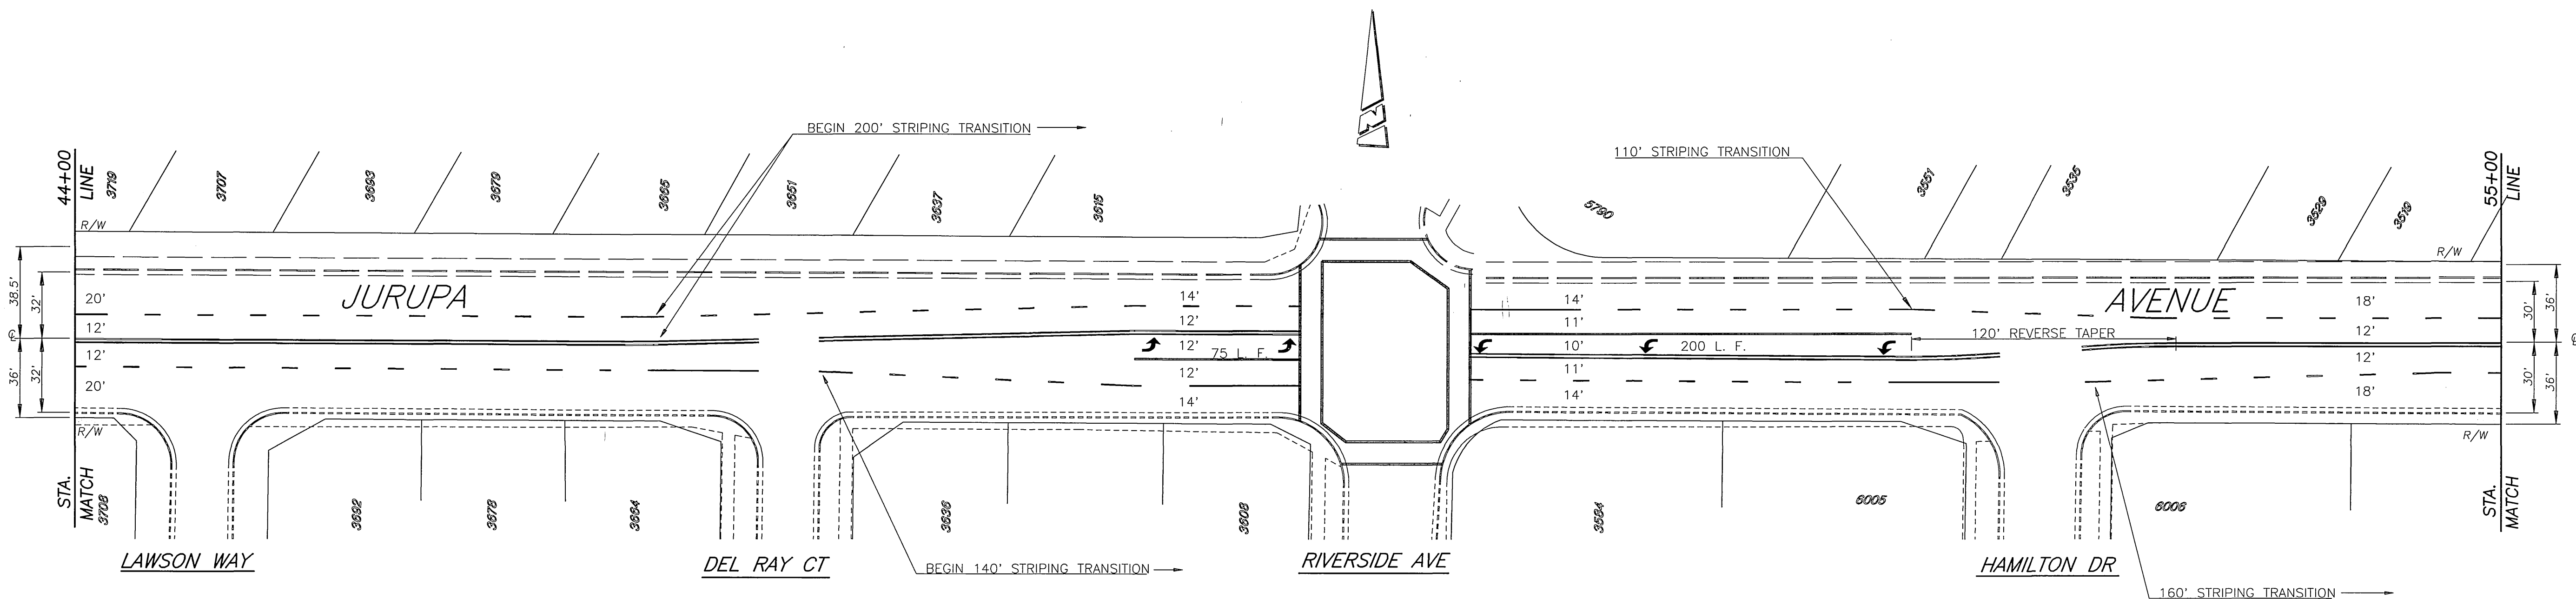 BEGIN 200' STRIPING TRANSITION
110' STRIPING TRANSITION
STA. 44+00
MATCH LINE
3719
3707
3693
3679
3665
3651
3637
3615
5790
3551
3535
3529
3519
STA. 55+00
MATCH LINE
R/W
R/W
38.5'
32'
20'
JURUPA
14'
14'
AVENUE
18'
30'
36'
12'
12'
11'
120' REVERSE TAPER
12'
12'
12'
75 L. F.
10'
200 L. F.
12'
36'
32'
20'
12'
11'
18'
30'
36'
14'
14'
R/W
R/W
3708
3692
3678
3664
3636
3608
3584
6005
6006
LAWSON WAY
DEL RAY CT
RIVERSIDE AVE
HAMILTON DR
BEGIN 140' STRIPING TRANSITION
160' STRIPING TRANSITION